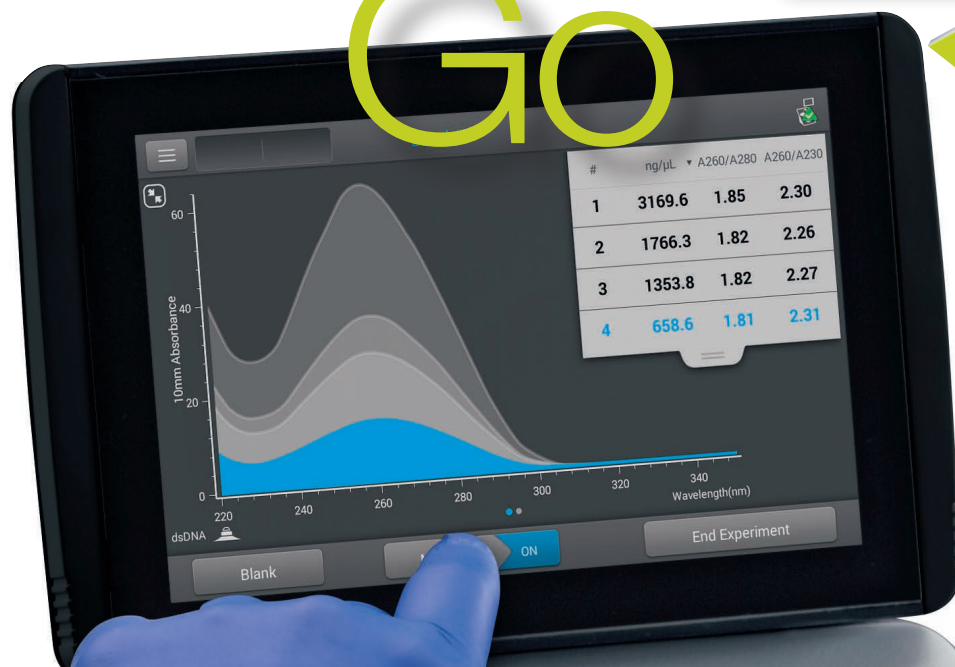 Go
# ng/µL ▾ A260/A280 A260/A230
1 3169.6 1.85 2.30
2 1766.3 1.82 2.26
3 1353.8 1.82 2.27
4 658.6 1.81 2.31
10mm Absorbance
60
40
20
0
220 240 260 280 300 320 340
Wavelength(nm)
dsDNA
Blank
ON
End Experiment